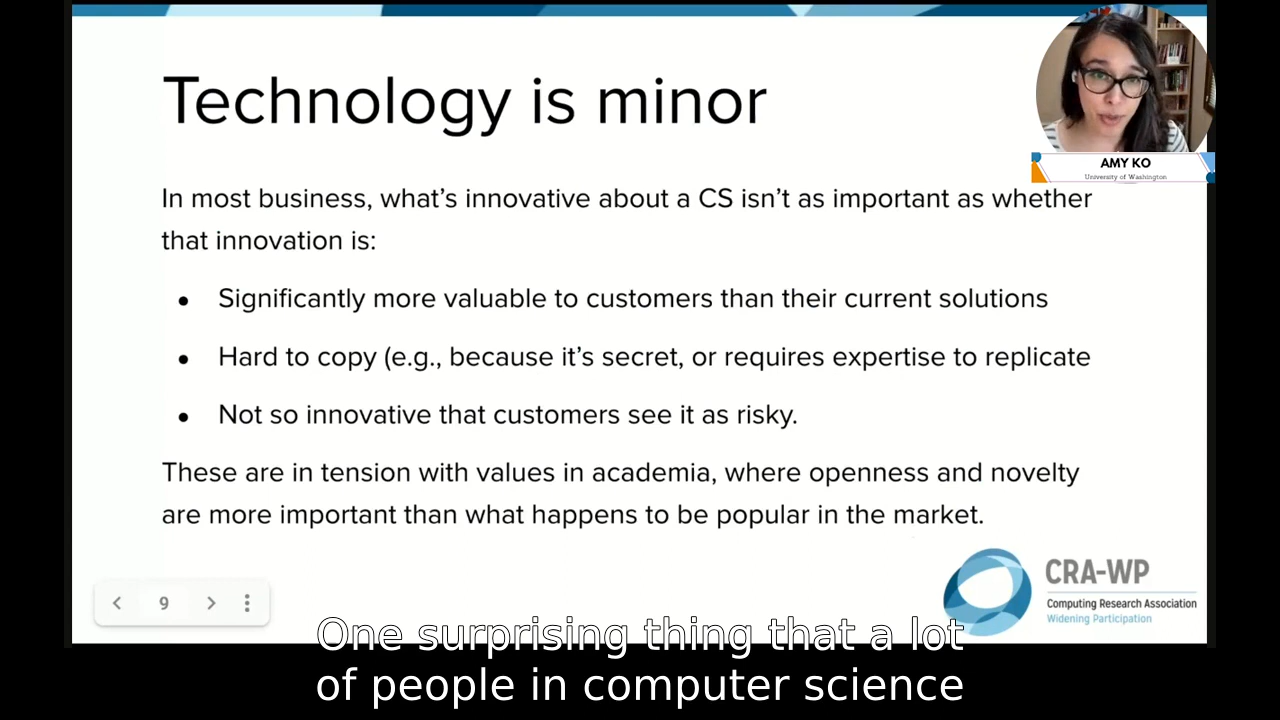 Technology is minor
AMY KO
University of Washington
In most business, what's innovative about a CS isn't as important as whether
that innovation is:
• Significantly more valuable to customers than their current solutions
• Hard to copy (e.g., because it's secret, or requires expertise to replicate
• Not so innovative that customers see it as risky.
These are in tension with values in academia, where openness and novelty
are more important than what happens to be popular in the market.
CRA-WP
Computing Research Association
Widening Participation
9
One surprising thing that a lot
of people in computer science